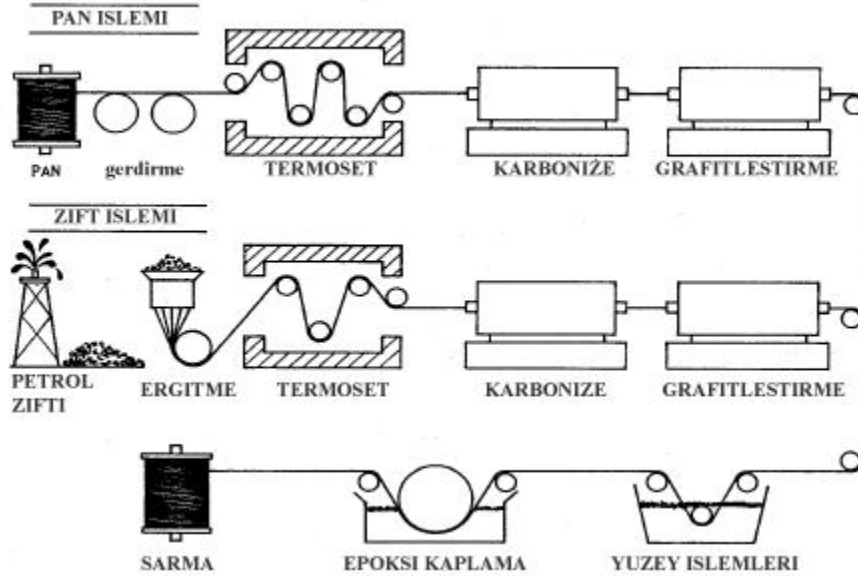 PAN ISLEMI
PAN gerdirme TERMOSET KARBONİZE GRAFITLESTIRME
ZIFT ISLEMI
PETROL ZIFTI ERGITME TERMOSET KARBONIZE GRAFITLESTIRME
SARMA EPOKSI KAPLAMA YUZEY ISLEMLERI